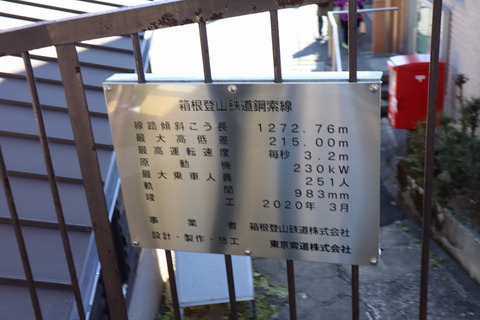 箱根登山鉄道鋼索線
線路傾斜こう長 1272.76m
最大高低差 215.00m
最高運転速度 毎秒 3.2m
原動機 230kW
最大乗車人員 251人
軌間 983mm
竣工 2020年 3月
事業者 箱根登山鉄道株式会社
設計・製作・施工 東京索道株式会社